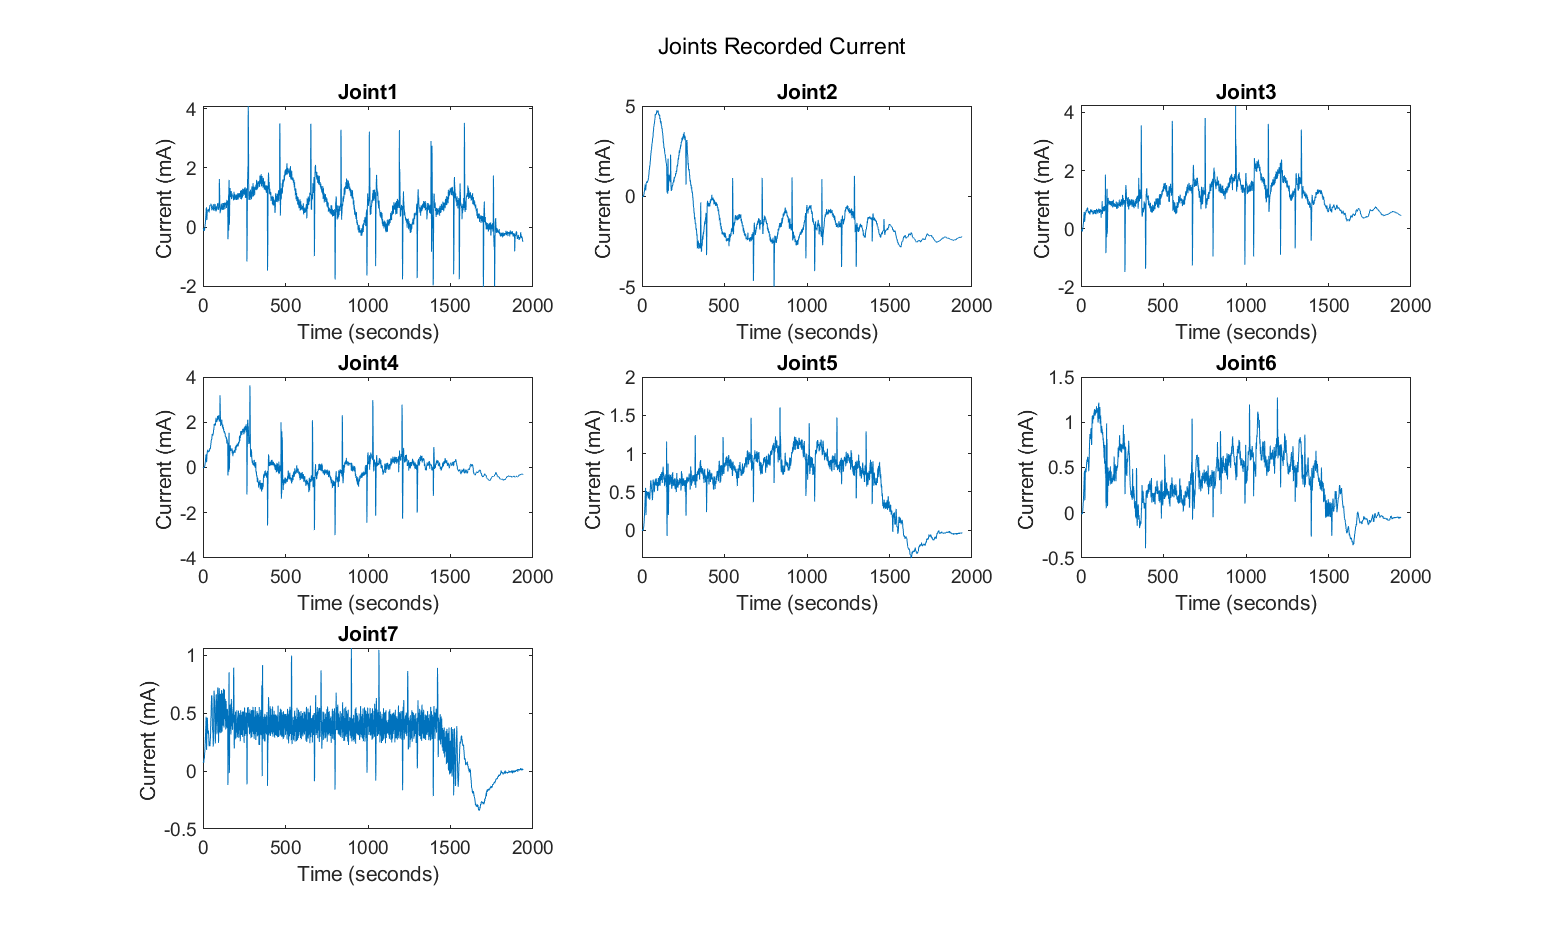 Joints Recorded Current
Joint1
4
2
0
-2
Current (mA)
0 500 1000 1500 2000
Time (seconds)
Joint2
5
0
-5
Current (mA)
0 500 1000 1500 2000
Time (seconds)
Joint3
4
2
0
-2
Current (mA)
0 500 1000 1500 2000
Time (seconds)
Joint4
4
2
0
-2
-4
Current (mA)
0 500 1000 1500 2000
Time (seconds)
Joint5
2
1.5
1
0.5
0
Current (mA)
0 500 1000 1500 2000
Time (seconds)
Joint6
1.5
1
0.5
0
-0.5
Current (mA)
0 500 1000 1500 2000
Time (seconds)
Joint7
1
0.5
0
-0.5
Current (mA)
0 500 1000 1500 2000
Time (seconds)